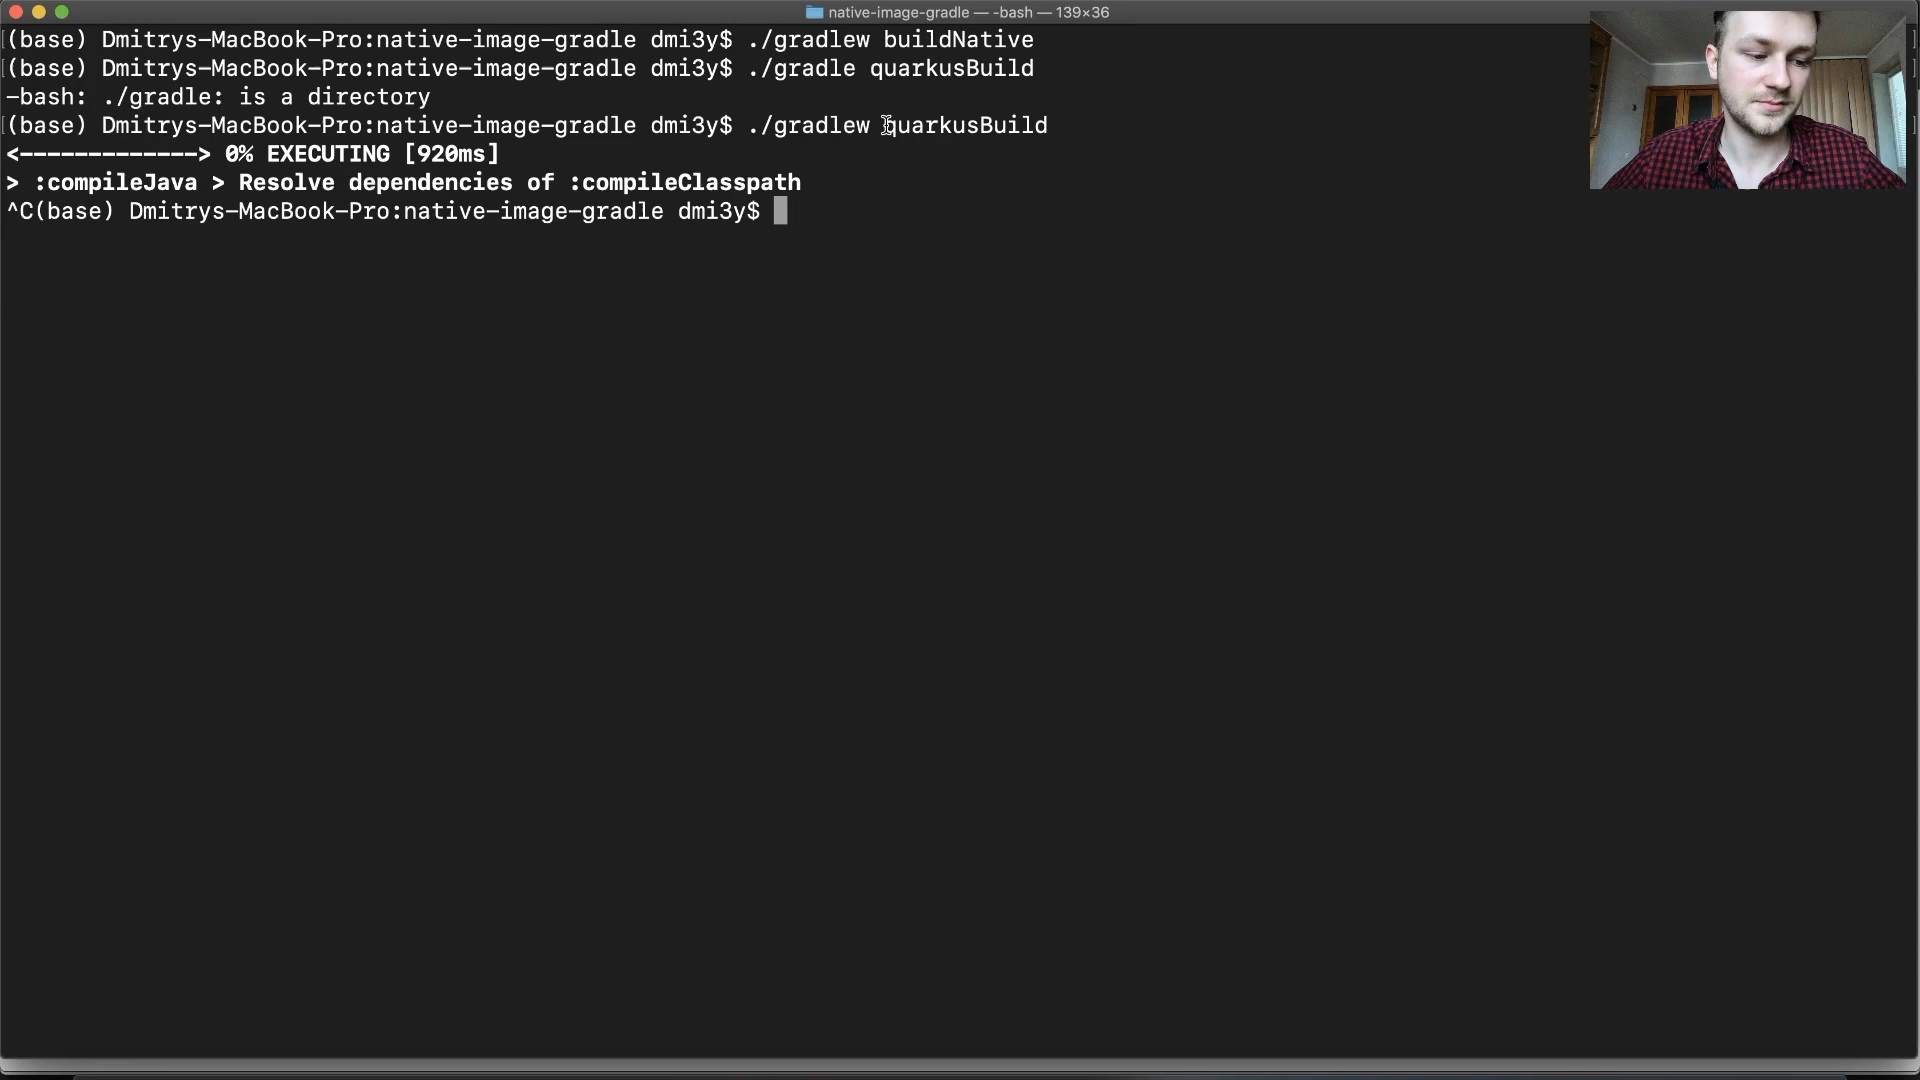 native-image-gradle — -bash — 139×36
[(base) Dmitrys-MacBook-Pro:native-image-gradle dmi3y$ ./gradlew buildNative ]
[(base) Dmitrys-MacBook-Pro:native-image-gradle dmi3y$ ./gradle quarkusBuild ]
-bash: ./gradle: is a directory
[(base) Dmitrys-MacBook-Pro:native-image-gradle dmi3y$ ./gradlew quarkusBuild ]
<-------------> 0% EXECUTING [920ms]
> :compileJava > Resolve dependencies of :compileClasspath
^C(base) Dmitrys-MacBook-Pro:native-image-gradle dmi3y$